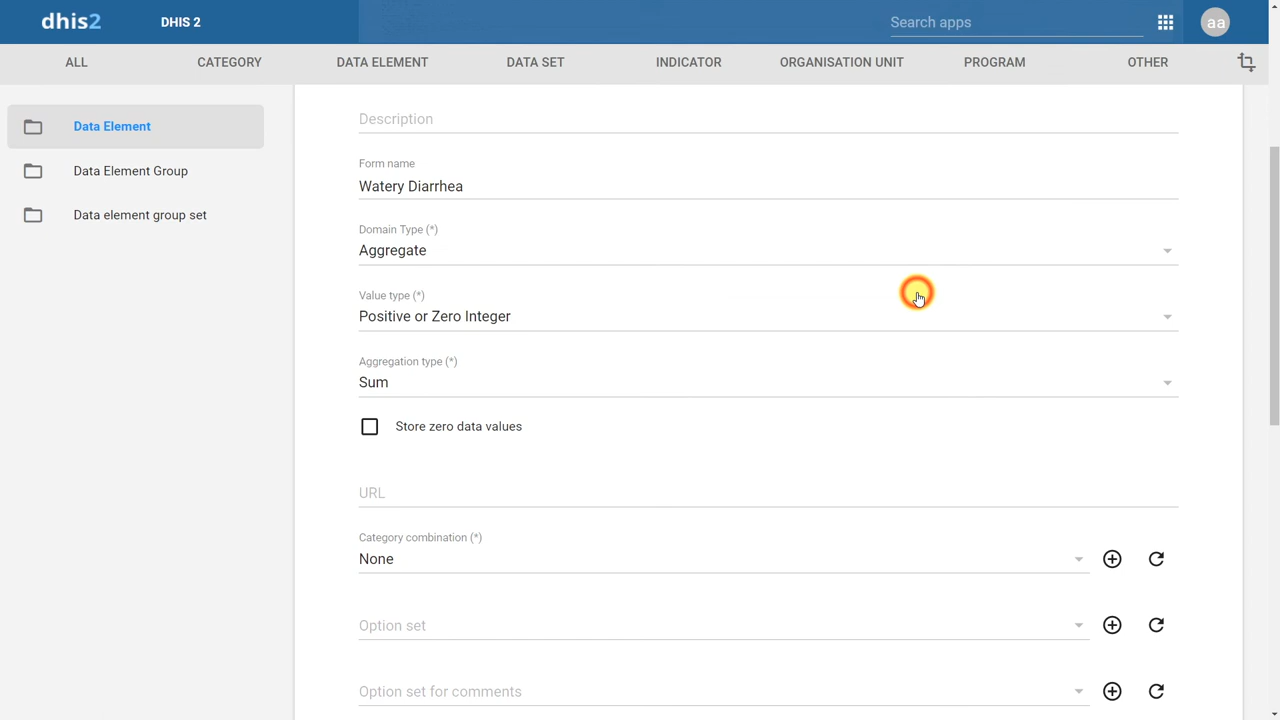 dhis2
DHIS 2
Search apps
aa
ALL
CATEGORY
DATA ELEMENT
DATA SET
INDICATOR
ORGANISATION UNIT
PROGRAM
OTHER
Data Element
Data Element Group
Data element group set
Description
Form name
Watery Diarrhea
Domain Type (*)
Aggregate
Value type (*)
Positive or Zero Integer
Aggregation type (*)
Sum
Store zero data values
URL
Category combination (*)
None
Option set
Option set for comments